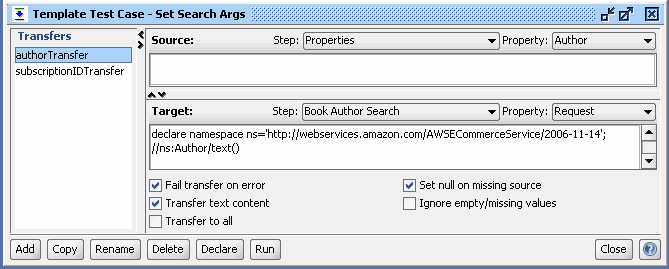 Template Test Case - Set Search Args
Transfers
authorTransfer
subscriptionIDTransfer
Source: Step: Properties Property: Author
Target: Step: Book Author Search Property: Request
declare namespace ns='http://webservices.amazon.com/AWSECommerceService/2006-11-14';
//ns:Author/text()
Fail transfer on error Set null on missing source
Transfer text content Ignore empty/missing values
Transfer to all
Add Copy Rename Delete Declare Run Close ?